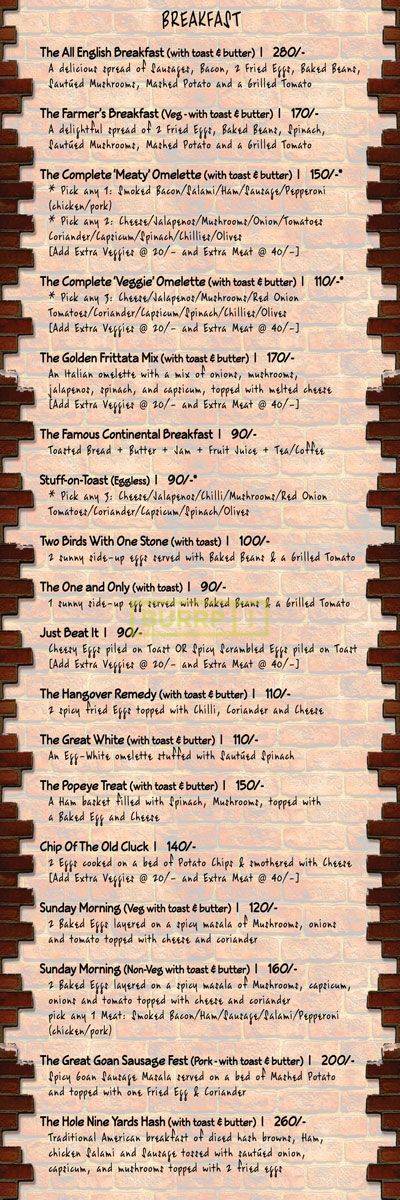 BREAKFAST
The All English Breakfast (with toast & butter) | 280/-
A delicious spread of Sausages, Bacon, 2 Fried Eggs, Baked Beans,
Sautéed Mushrooms, Mashed Potato and a Grilled Tomato
The Farmer's Breakfast (Veg - with toast & butter) | 170/-
A delightful spread of 2 Fried Eggs, Baked Beans, Spinach,
Sautéed Mushrooms, Mashed Potato and a Grilled Tomato
The Complete 'Meaty' Omelette (with toast & butter) | 150/-*
* Pick any 1: Smoked Bacon/Salami/Ham/Sausage/Pepperoni
(chicken/pork)
* Pick any 2: Cheese/Jalapenos/Mushrooms/Onion/Tomatoes
Coriander/Capsicum/Spinach/Chillies/Olives
[Add Extra Veggies @ 20/- and Extra Meat @ 40/-]
The Complete 'Veggie' Omelette (with toast & butter) | 110/-*
* Pick any 3: Cheese/Jalapenos/Mushrooms/Red Onion
Tomatoes/Coriander/Capsicum/Spinach/Chillies/Olives
[Add Extra Veggies @ 20/- and Extra Meat @ 40/-]
The Golden Frittata Mix (with toast & butter) | 170/-
An Italian omelette with a mix of onions, mushrooms,
jalapenos, spinach, and capsicum, topped with melted cheese
[Add Extra Veggies @ 20/- and Extra Meat @ 40/-]
The Famous Continental Breakfast | 90/-
Toasted Bread + Butter + Jam + Fruit Juice + Tea/Coffee
Stuff-on-Toast (Eggless) | 90/-*
* Pick any 3: Cheese/Jalapenos/Chilli/Mushrooms/Red Onion
Tomatoes/Coriander/Capsicum/Spinach/Olives
Two Birds With One Stone (with toast) | 100/-
2 sunny side-up eggs served with Baked Beans & a Grilled Tomato
The One and Only (with toast) | 90/-
1 sunny side-up egg served with Baked Beans & a Grilled Tomato
Just Beat It | 90/-
Cheesy Eggs piled on Toast OR Spicy Scrambled Eggs piled on Toast
[Add Extra Veggies @ 20/- and Extra Meat @ 40/-]
The Hangover Remedy (with toast & butter) | 110/-
2 spicy fried Eggs topped with Chilli, Coriander and Cheese
The Great White (with toast & butter) | 110/-
An Egg-White omelette stuffed with Sautéed Spinach
The Popeye Treat (with toast & butter) | 150/-
A Ham basket filled with Spinach, Mushrooms, topped with
a Baked Egg and Cheese
Chip Of The Old Cluck | 140/-
2 Eggs cooked on a bed of Potato Chips & smothered with Cheese
[Add Extra Veggies @ 20/- and Extra Meat @ 40/-]
Sunday Morning (Veg with toast & butter) | 120/-
2 Baked Eggs layered on a spicy masala of Mushrooms, onions
and tomato topped with cheese and coriander
Sunday Morning (Non-Veg with toast & butter) | 160/-
2 Baked Eggs layered on a spicy masala of Mushrooms, capsicum,
onions and tomato topped with cheese and coriander
pick any 1 Meat: Smoked Bacon/Ham/Sausage/Salami/Pepperoni
(chicken/pork)
The Great Goan Sausage Fest (Pork - with toast & butter) | 200/-
Spicy Goan Sausage Masala served on a bed of Mashed Potato
and topped with one Fried Egg & Coriander
The Hole Nine Yards Hash (with toast & butter) | 260/-
Traditional American breakfast of diced hash browns, Ham,
chicken Salami and Sausage tossed with sautéed onion,
capsicum, and mushrooms topped with 2 fried eggs